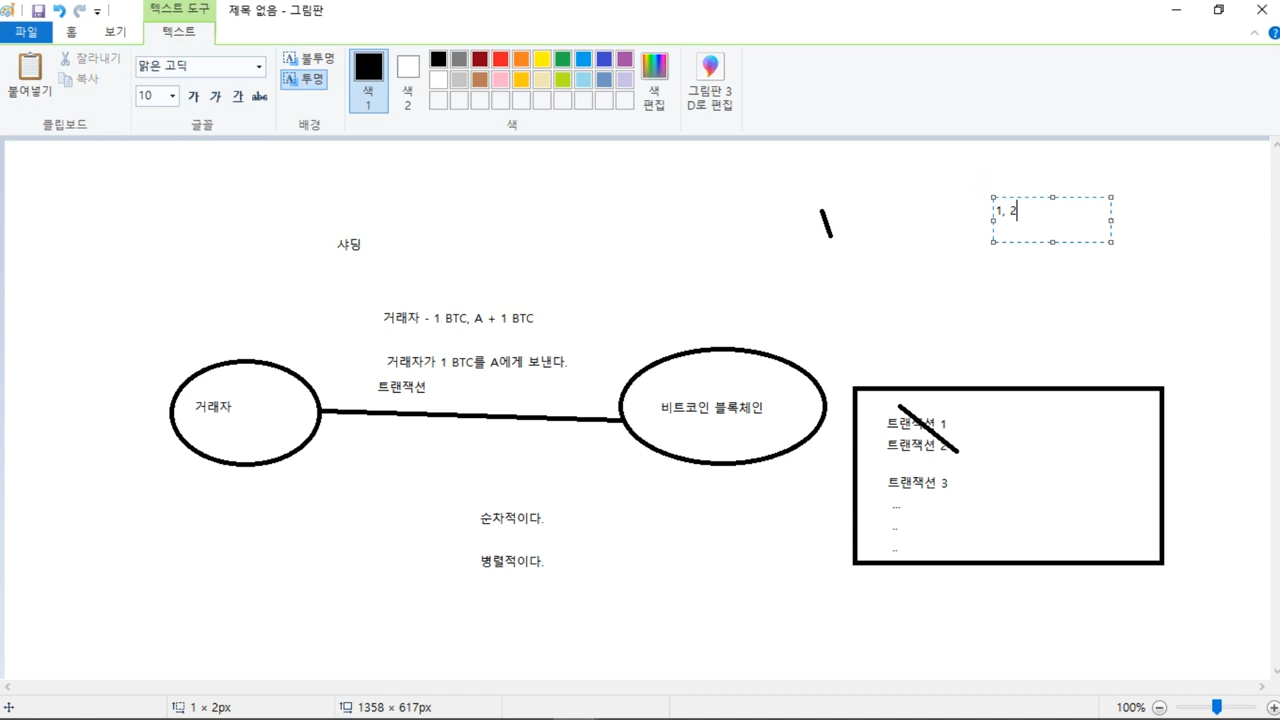 텍스트 도구
제목 없음 - 그림판
파일
홈
보기
텍스트
붙여넣기
잘라내기
복사
클립보드
맑은 고딕
10
가 가 가 abc
글꼴
불투명
투명
배경
색
1
색
2
색
편집
색
그림판 3
D로 편집
1, 2
샤딩
거래자 - 1 BTC, A + 1 BTC
거래자가 1 BTC를 A에게 보낸다.
트랜잭션
거래자
비트코인 블록체인
트랜잭션 1
트랜잭션 2
트랜잭션 3
...
..
..
순차적이다.
병렬적이다.
1 × 2px
1358 × 617px
100%